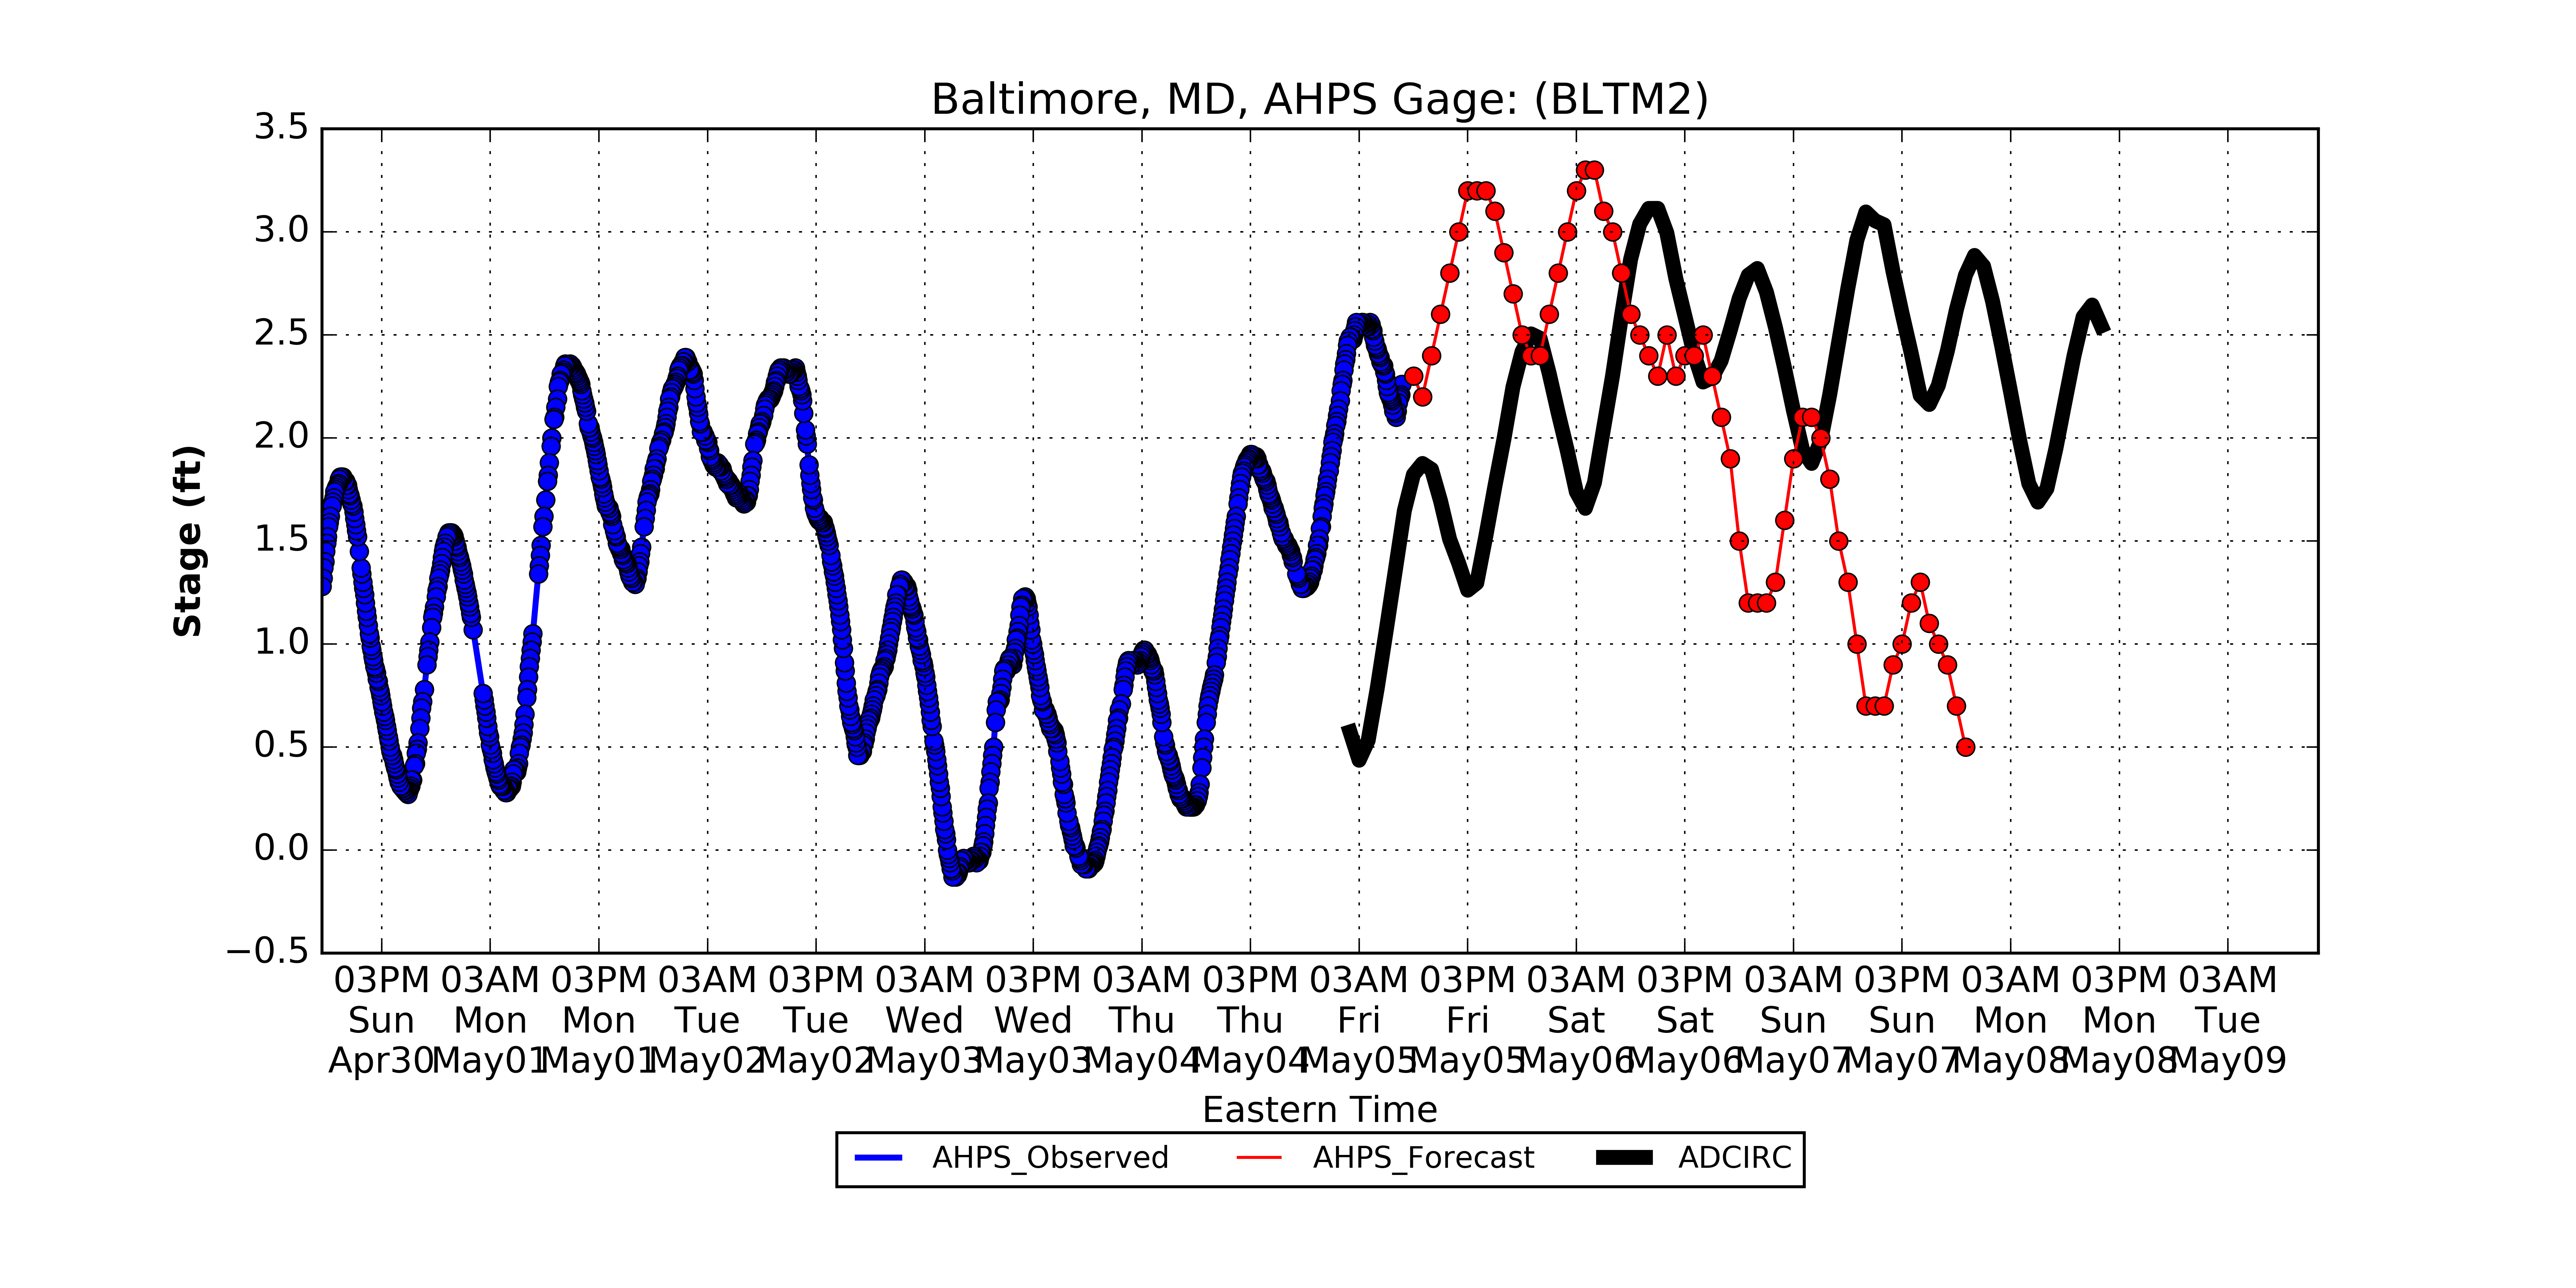 Baltimore, MD, AHPS Gage: (BLTM2)
3.5
3.0
2.5
2.0
1.5
1.0
0.5
0.0
−0.5
Stage (ft)
03PM 03AM 03PM 03AM 03PM 03AM 03PM 03AM 03PM 03AM 03PM 03AM 03PM 03AM 03PM 03AM 03PM 03AM
Sun Mon Mon Tue Tue Wed Wed Thu Thu Fri Fri Sat Sat Sun Sun Mon Mon Tue
Apr30 May01 May01 May02 May02 May03 May03 May04 May04 May05 May05 May06 May06 May07 May07 May08 May08 May09
Eastern Time
AHPS_Observed AHPS_Forecast ADCIRC